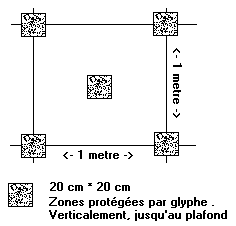 <- 1 metre ->
<- 1 metre ->
20 cm * 20 cm
Zones protégées par glyphe .
Verticalement, jusqu'au plafond